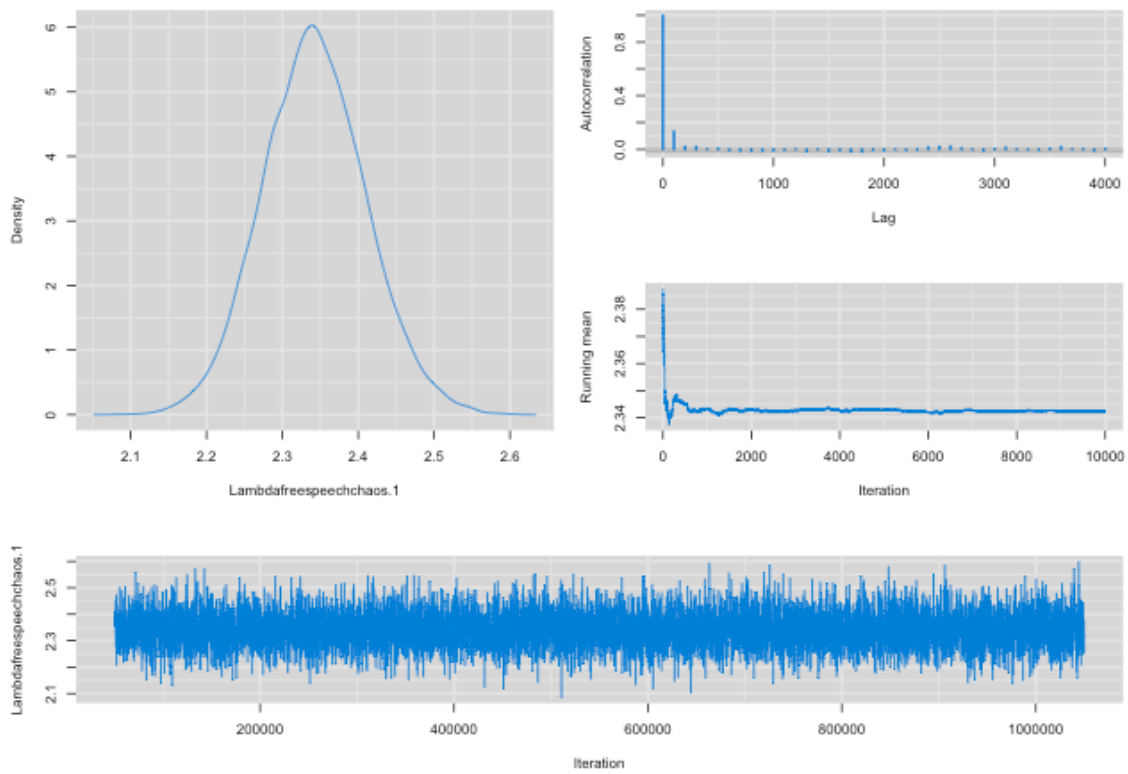 Density
0 1 2 3 4 5 6
2.1 2.2 2.3 2.4 2.5 2.6
Lambdafreespeechchaos.1
Autocorrelation
0.0 0.4 0.8
0 1000 2000 3000 4000
Lag
Running mean
2.34 2.36 2.38
0 2000 4000 6000 8000 10000
Iteration
Lambdafreespeechchaos.1
2.1 2.3 2.5
200000 400000 600000 800000 1000000
Iteration